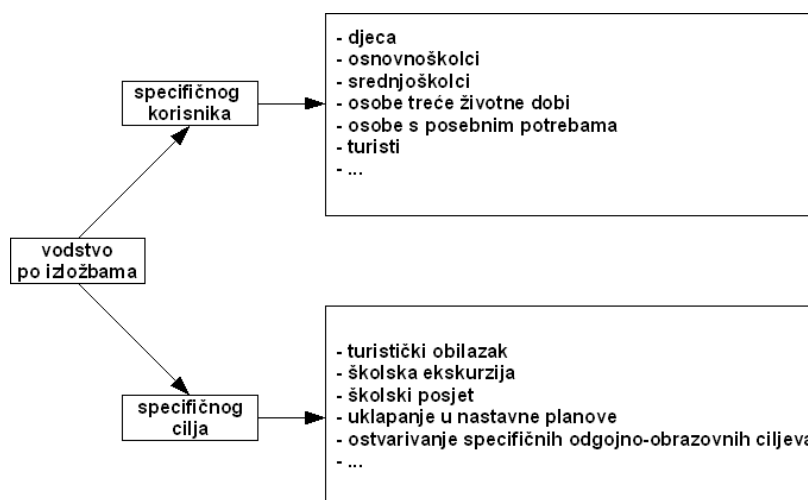 - djeca
- osnovnoškolci
- srednjoškolci
- osobe treće životne dobi
- osobe s posebnim potrebama
- turisti
- ...
specifičnog
korisnika
vodstvo
po izložbama
specifičnog
cilja
- turistički obilazak
- školska ekskurzija
- školski posjet
- uklapanje u nastavne planove
- ostvarivanje specifičnih odgojno-obrazovnih ciljeva
- ...